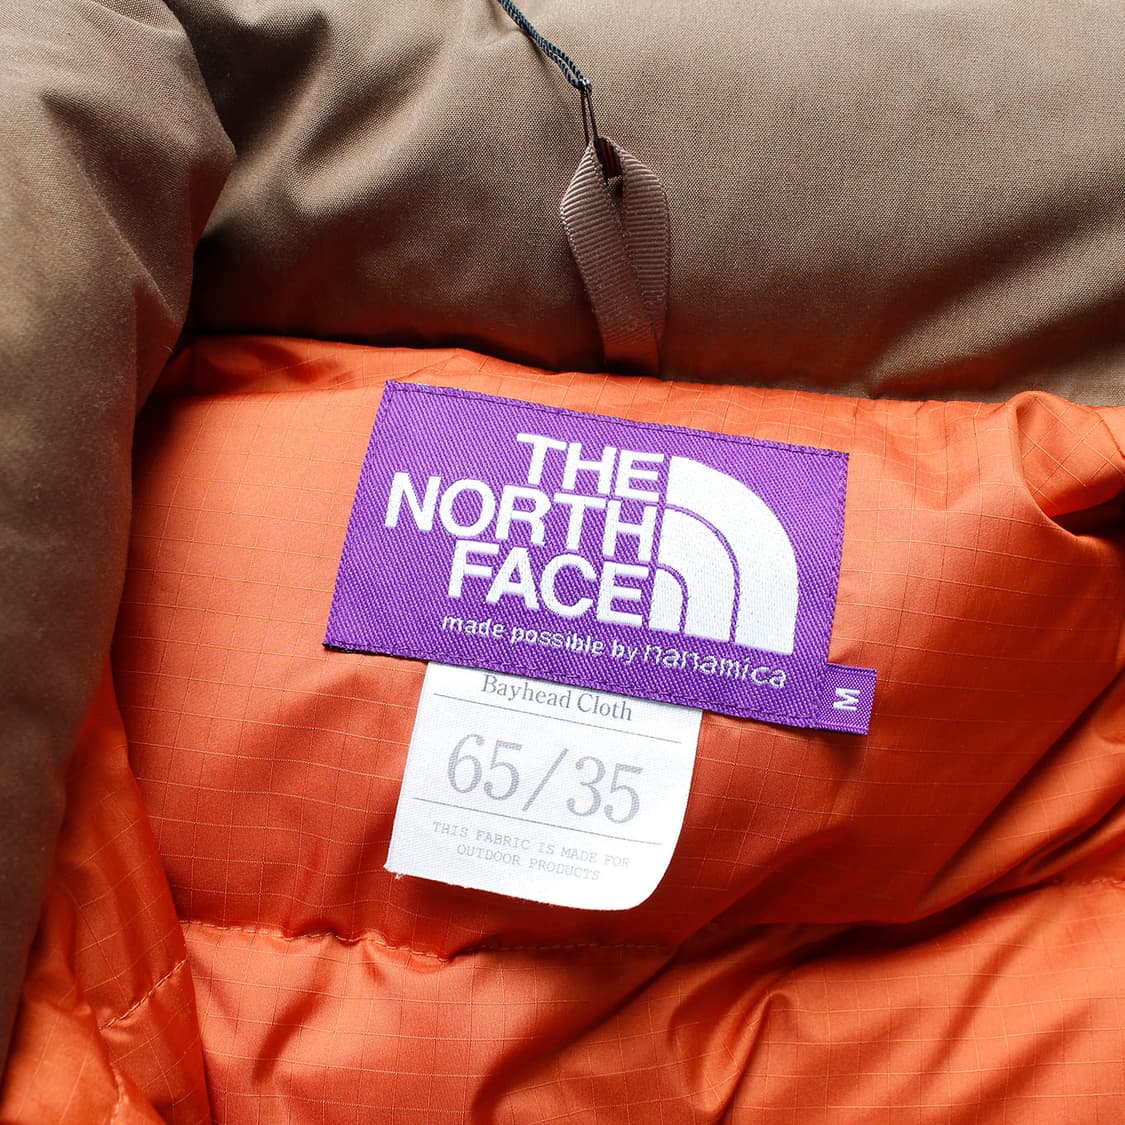 THE
NORTH
FACE
made possible by nanamica
M
Bayhead Cloth
65/35
THIS FABRIC IS MADE FOR
OUTDOOR PRODUCTS